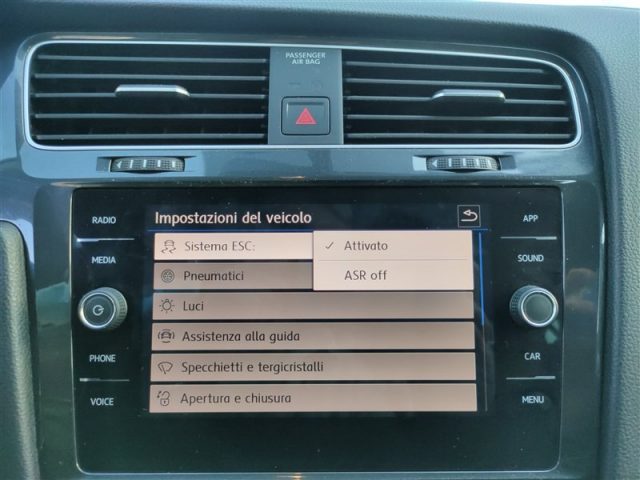 PASSENGER
AIR BAG
RADIO
MEDIA
PHONE
VOICE
Impostazioni del veicolo
Sistema ESC:
Attivato
ASR off
Pneumatici
Luci
Assistenza alla guida
Specchietti e tergicristalli
Apertura e chiusura
APP
SOUND
CAR
MENU